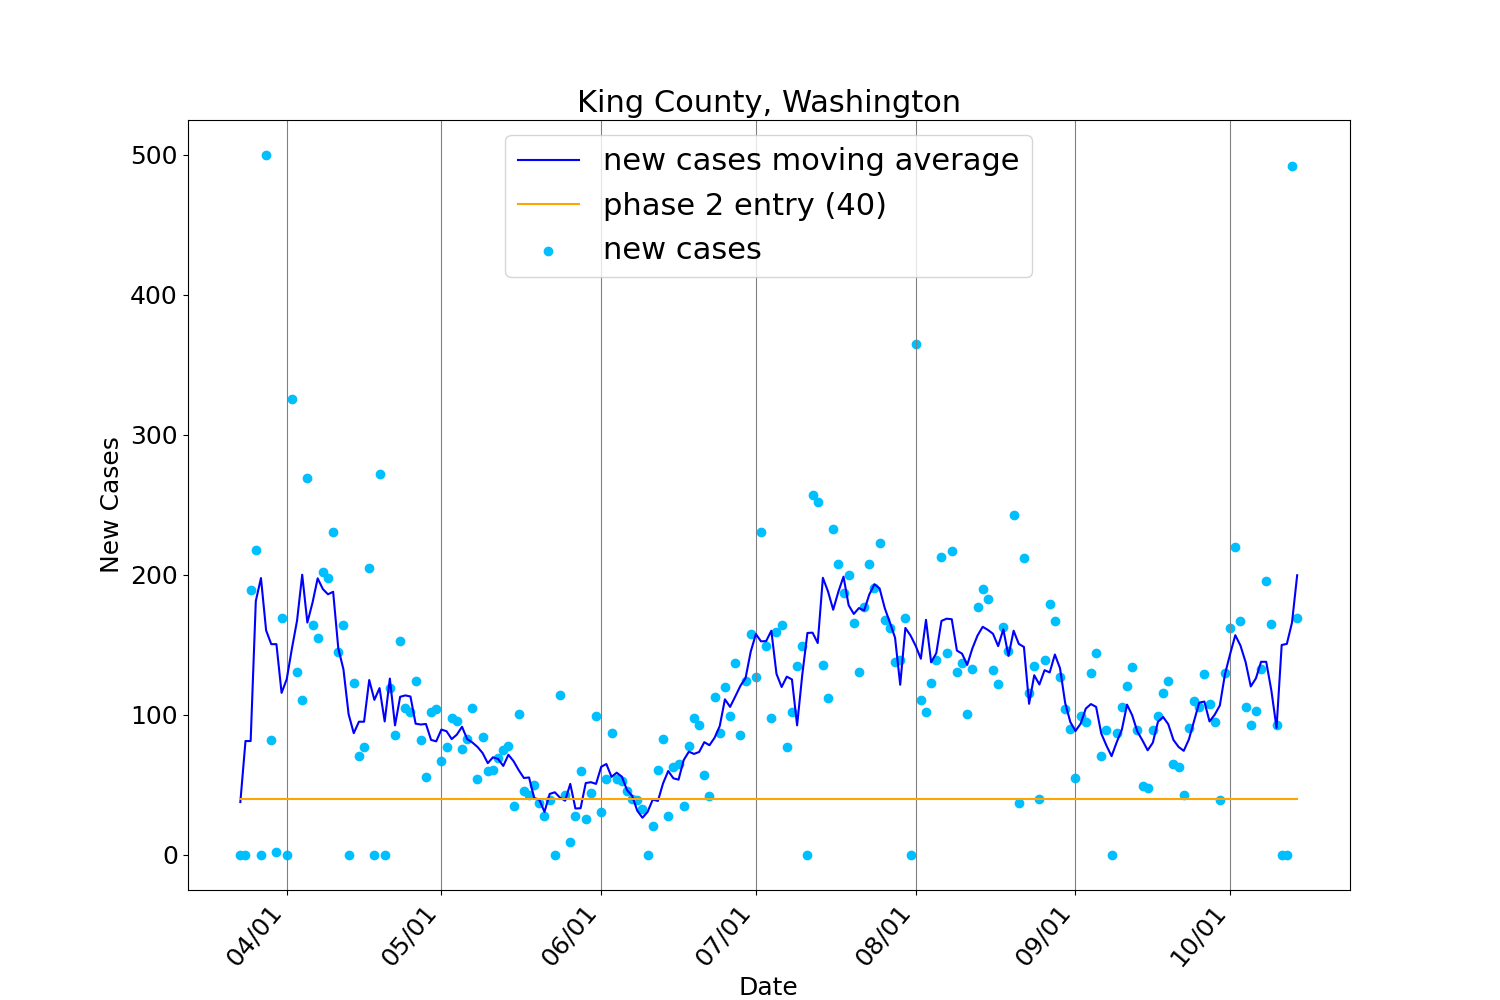 King County, Washington
new cases moving average
phase 2 entry (40)
new cases
500
400
300
200
100
0
New Cases
04/01
05/01
06/01
07/01
08/01
09/01
10/01
Date